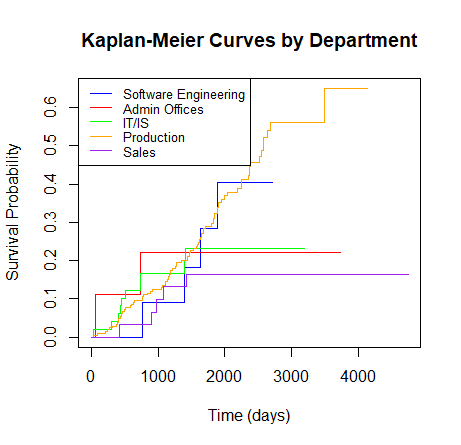 Kaplan-Meier Curves by Department
Software Engineering
Admin Offices
IT/IS
Production
Sales
Survival Probability
0.6
0.5
0.4
0.3
0.2
0.1
0.0
0 1000 2000 3000 4000
Time (days)